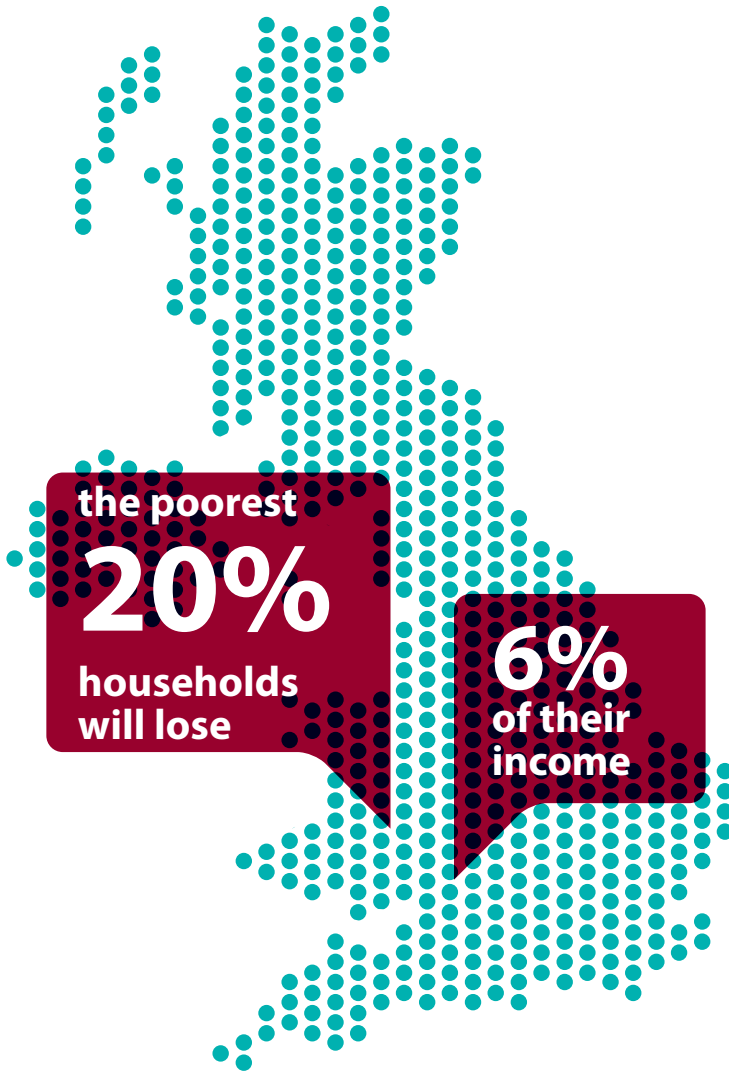 the poorest
20%
households
will lose
6%
of their
income